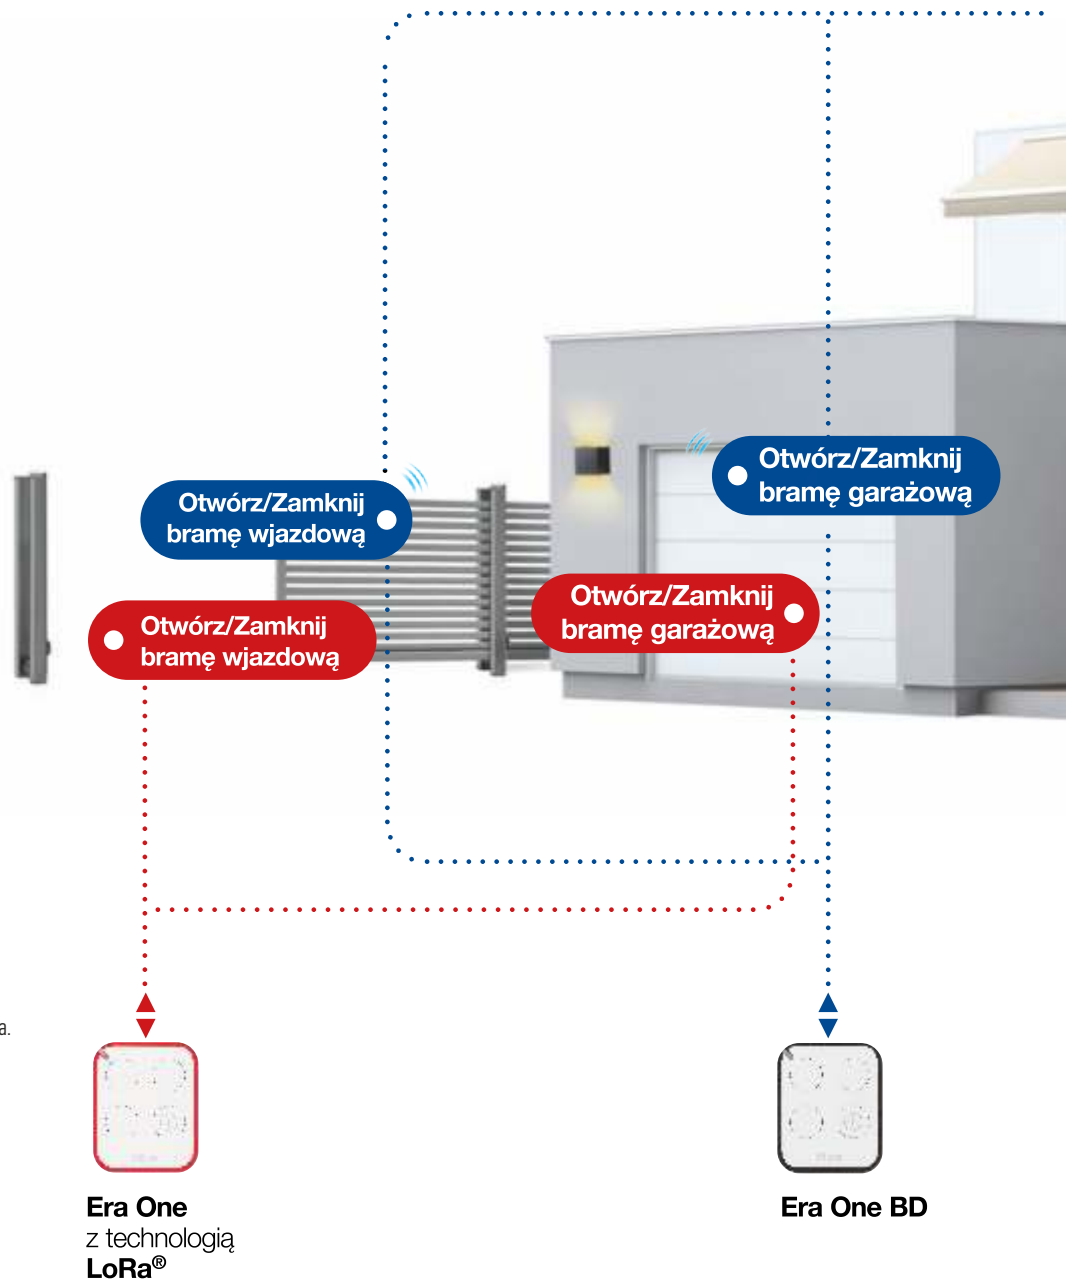 Otwórz/Zamknij
bramę garażową
Otwórz/Zamknij
bramę wjazdową
Otwórz/Zamknij
bramę garażową
Otwórz/Zamknij
bramę wjazdową
a.
Era One
z technologią
LoRa®
Era One BD